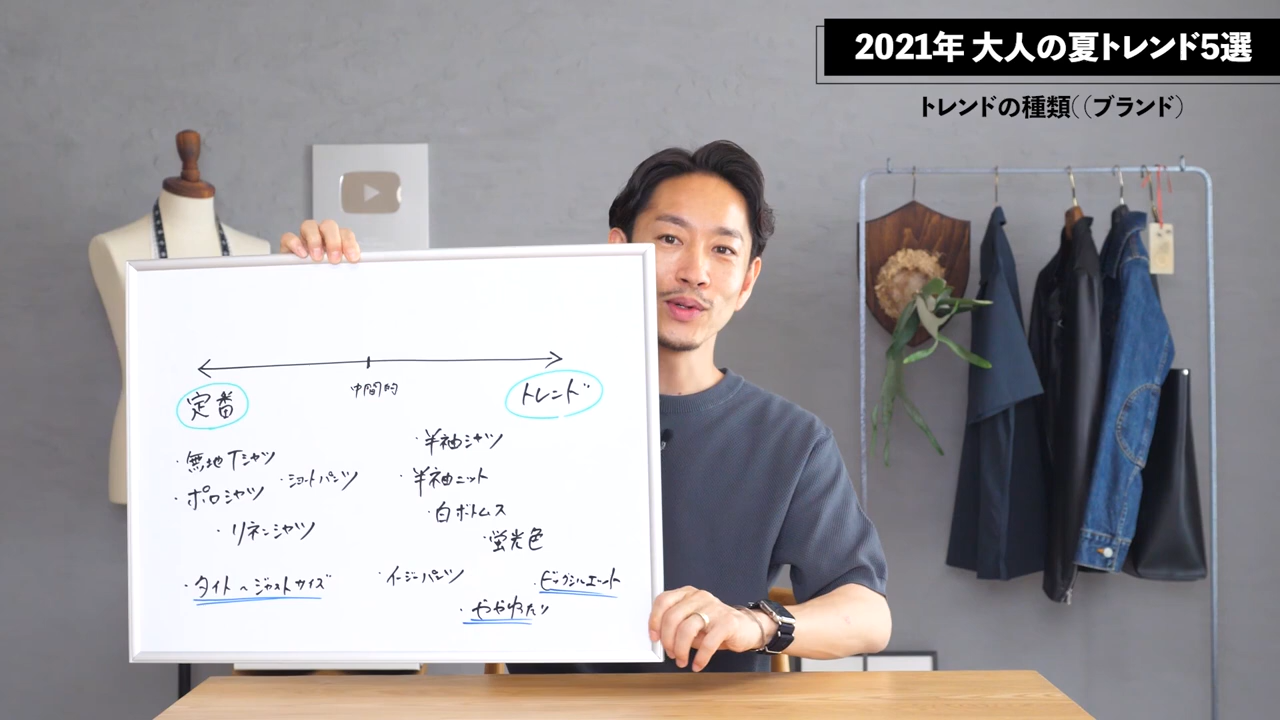 2021年 大人の夏トレンド5選
トレンドの種類((ブランド)
中間的
定番
トレンド
・無地Tシャツ
・ポロシャツ
・ショートパンツ
・リネンシャツ
・タイト〜ジャストサイズ
・半袖シャツ
・半袖ニット
・白ボトムス
・蛍光色
・イージーパンツ
・ビッグシルエット
・ややゆったり